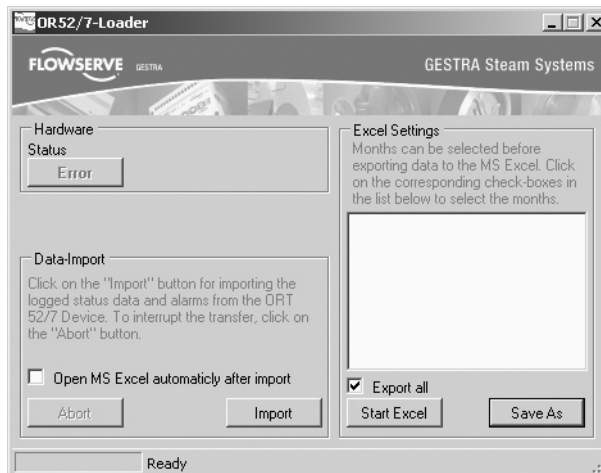 OR52/7-Loader
FLOWSERVE GESTRA
GESTRA Steam Systems
Hardware
Status
Error
Data-Import
Click on the "Import" button for importing the
logged status data and alarms from the ORT
52/7 Device. To interrupt the transfer, click on
the "Abort" button.
Open MS Excel automaticly after import
Abort
Import
Excel Settings
Months can be selected before
exporting data to the MS Excel. Click
on the corresponding check-boxes in
the list below to select the months.
Export all
Start Excel
Save As
Ready